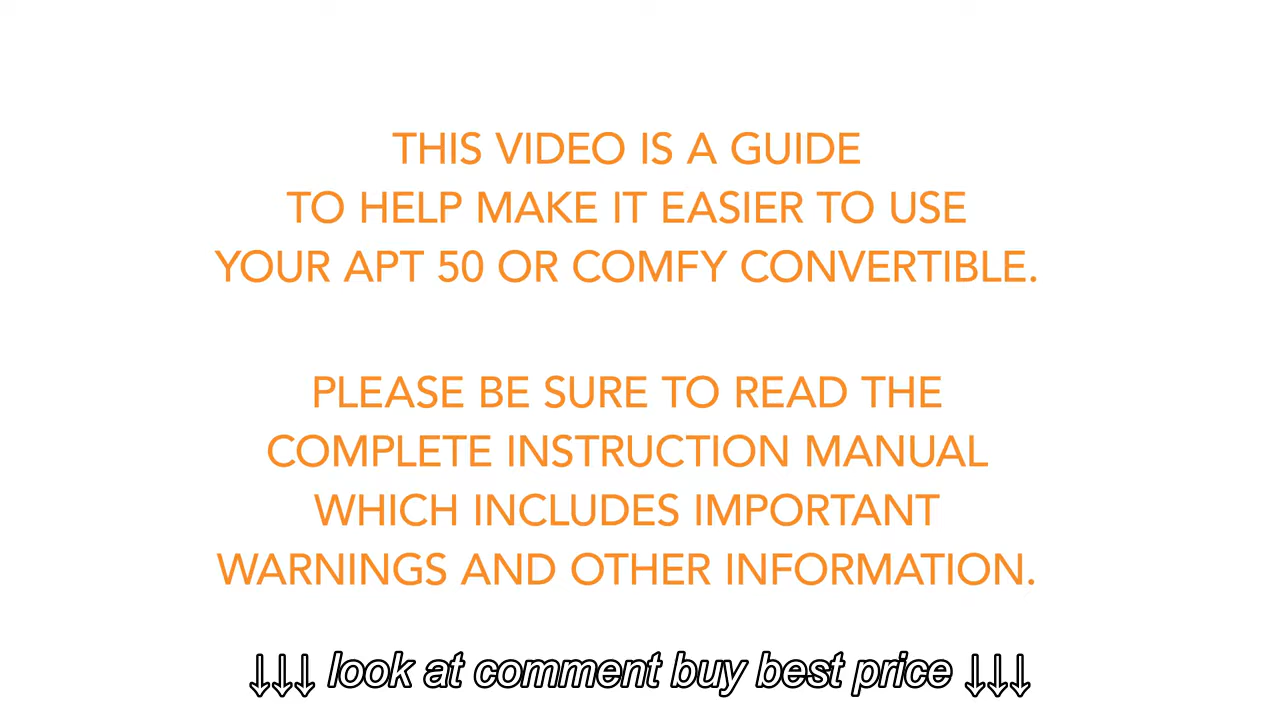 THIS VIDEO IS A GUIDE
TO HELP MAKE IT EASIER TO USE
YOUR APT 50 OR COMFY CONVERTIBLE.
PLEASE BE SURE TO READ THE
COMPLETE INSTRUCTION MANUAL
WHICH INCLUDES IMPORTANT
WARNINGS AND OTHER INFORMATION.
↓↓↓ look at comment buy best price ↓↓↓